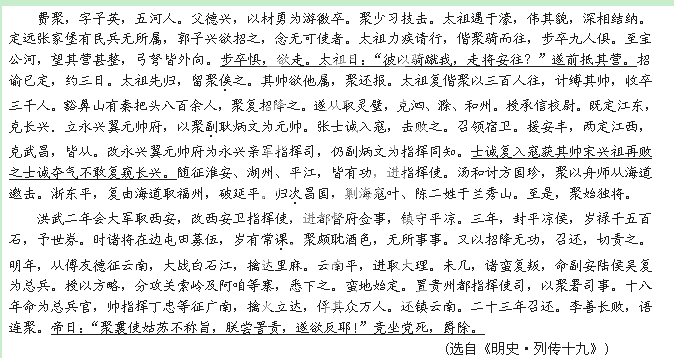 费聚，字子英，五河人。父德兴，以材勇为游徼卒。聚少习技击。太祖遇于濠，伟其貌，深相结纳。
定远张家堡有民兵无所属，郭子兴欲招之，念无可使者。太祖力疾请行，偕聚骑而往，步卒九人俱。至宝
公河，望其营甚整，弓弩皆外向。步卒惧，欲走。太祖曰：“彼以骑蹴我，走将安往？”遂前抵其营。招
谕已定，约三日。太祖先归，留聚俟之。其帅欲他属，聚还报。太祖复偕聚以三百人往，计缚其帅，收卒
三千人。豁鼻山有秦把头八百余人，聚复招降之。遂从取灵璧，克泗、滁、和州。授承信校尉。既定江东，
克长兴．立永兴翼元帅府，以聚副耿炳文为元帅。张士诚入寇，击败之。召领宿卫。援安丰，两定江西，
克武昌，皆从。改永兴翼元帅府为永兴亲军指挥司，仍副炳文为指挥同知。士诚复入寇获其帅宋兴祖再败
之士诚夺气不敢复窥长兴。随征淮安、湖州、平江，皆有功，进指挥使。汤和讨方国珍，聚以舟师从海道
邀击。浙东平，复由海道取福州，破延平。归次昌国，剿海寇叶、陈二姓于兰秀山。至是，聚始独将。
洪武二年会大军取西安，改西安卫指挥使，进都督府佥事，镇守平凉。三年，封平凉侯，岁禄千五百
石，予世券。时诸将在边屯田募伍，岁有常课。聚颇耽酒色，无所事事。又以招降无功，召还，切责之。
明年，从傅友德征云南，大战白石江，擒达里麻。云南平，进取大理。未几，诸蛮复叛，命副安陆侯吴复
为总兵。授以方略，分攻关索岭及阿咱等寨，悉下之。蛮地始定。置贵州都指挥使司，以聚署司事。十八
年命为总兵官，帅指挥丁忠等征广南，擒火立达，俘其众万人。还镇云南。二十三年召还。李善长败，语
连聚。帝曰：“聚曩使姑苏不称旨，朕尝詈责，遂欲反耶！”竟坐党死，爵除。
（选自《明史·列传十九》）